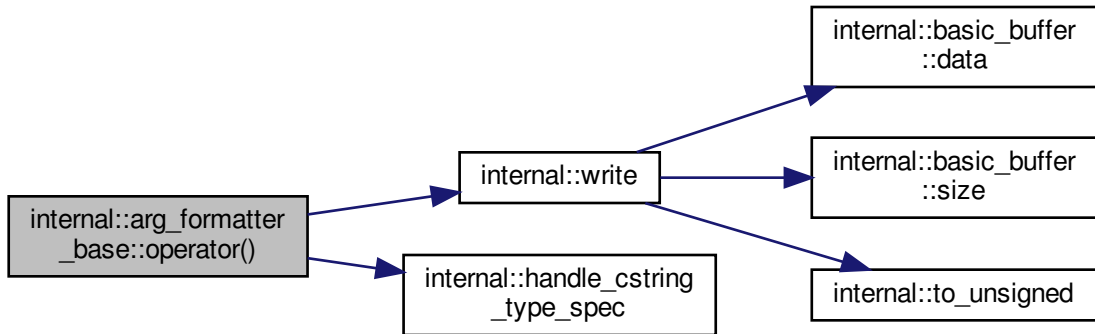 internal::arg_formatter
_base::operator()
internal::write
internal::handle_cstring
_type_spec
internal::basic_buffer
::data
internal::basic_buffer
::size
internal::to_unsigned